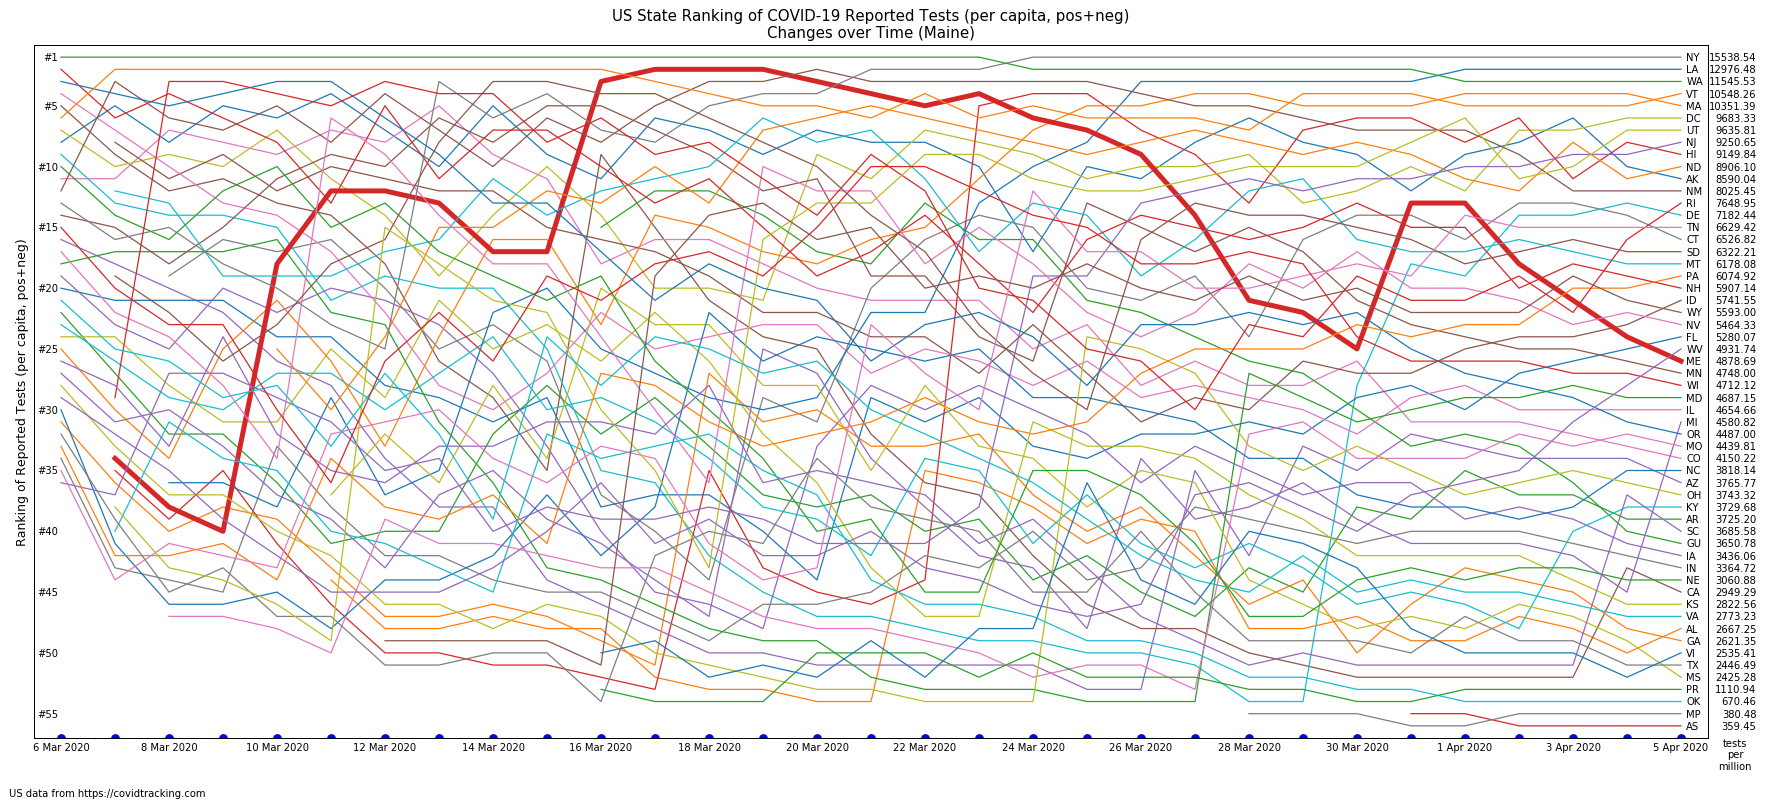 US State Ranking of COVID-19 Reported Tests (per capita, pos+neg)
Changes over Time (Maine)
Ranking of Reported Tests (per capita, pos+neg)
#1
#5
#10
#15
#20
#25
#30
#35
#40
#45
#50
#55
NY 15538.54
LA 12976.48
WA 11545.53
VT 10548.26
MA 10351.39
DC 9683.33
UT 9635.81
NJ 9250.65
HI 9149.84
ND 8906.10
AK 8590.04
NM 8025.45
RI 7648.95
DE 7182.44
TN 6629.42
CT 6526.82
SD 6322.21
MT 6178.08
PA 6074.92
NH 5907.14
ID 5741.55
WY 5593.00
NV 5464.33
FL 5280.07
WV 4931.74
ME 4878.69
MN 4748.00
WI 4712.12
MD 4687.15
IL 4654.66
MI 4580.82
OR 4487.00
MO 4439.81
CO 4150.22
NC 3818.14
AZ 3765.77
OH 3743.32
KY 3729.68
AR 3725.20
SC 3685.58
GU 3650.78
IA 3436.06
IN 3364.72
NE 3060.88
CA 2949.29
KS 2822.56
VA 2773.23
AL 2667.25
GA 2621.35
VI 2535.41
TX 2446.49
MS 2425.28
PR 1110.94
OK 670.46
MP 380.48
AS 359.45
6 Mar 2020 8 Mar 2020 10 Mar 2020 12 Mar 2020 14 Mar 2020 16 Mar 2020 18 Mar 2020 20 Mar 2020 22 Mar 2020 24 Mar 2020 26 Mar 2020 28 Mar 2020 30 Mar 2020 1 Apr 2020 3 Apr 2020 5 Apr 2020
tests
per
million
US data from https://covidtracking.com